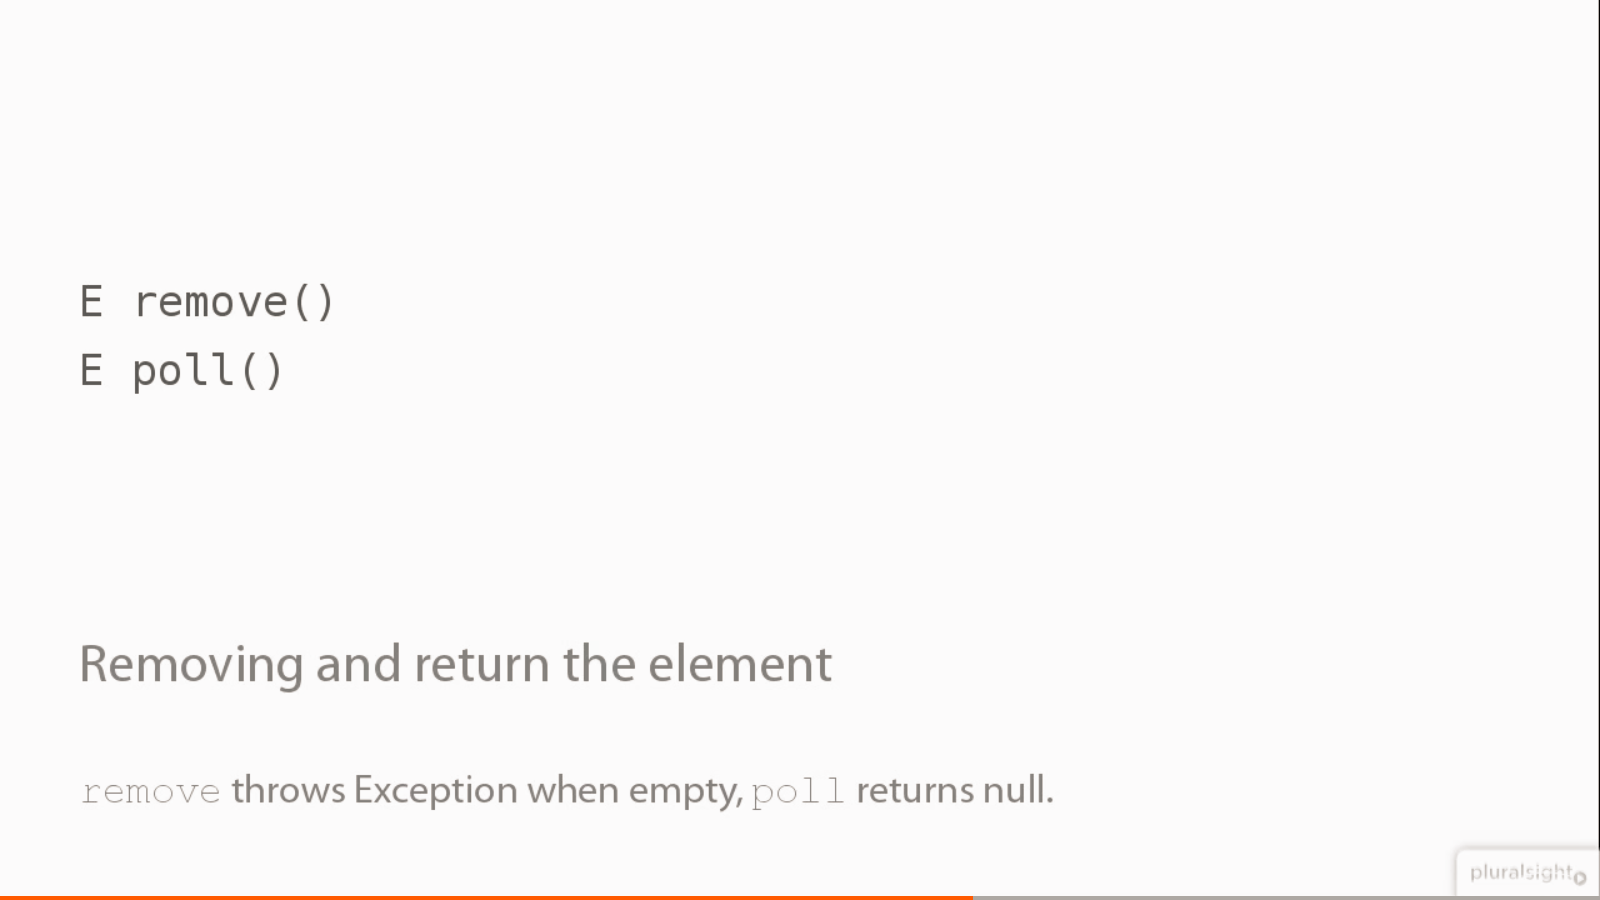 E remove()
E poll()
Removing and return the element
remove throws Exception when empty, poll returns null.
pluralsight